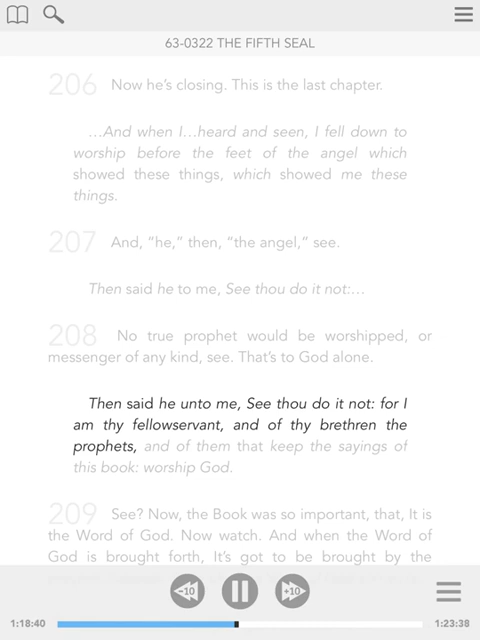 63-0322 THE FIFTH SEAL
206 Now he's closing. This is the last chapter.
…And when I…heard and seen, I fell down to
worship before the feet of the angel which
showed these things, which showed me these
things.
207 And, “he,” then, “the angel,” see.
Then said he to me, See thou do it not:…
208 No true prophet would be worshipped, or
messenger of any kind, see. That's to God alone.
Then said he unto me, See thou do it not: for I
am thy fellowservant, and of thy brethren the
prophets, and of them that keep the sayings of
this book: worship God.
209 See? Now, the Book was so important, that, It is
the Word of God. Now watch. And when the Word of
God is brought forth, It's got to be brought by the
-10
+10
1:18:40
1:23:38